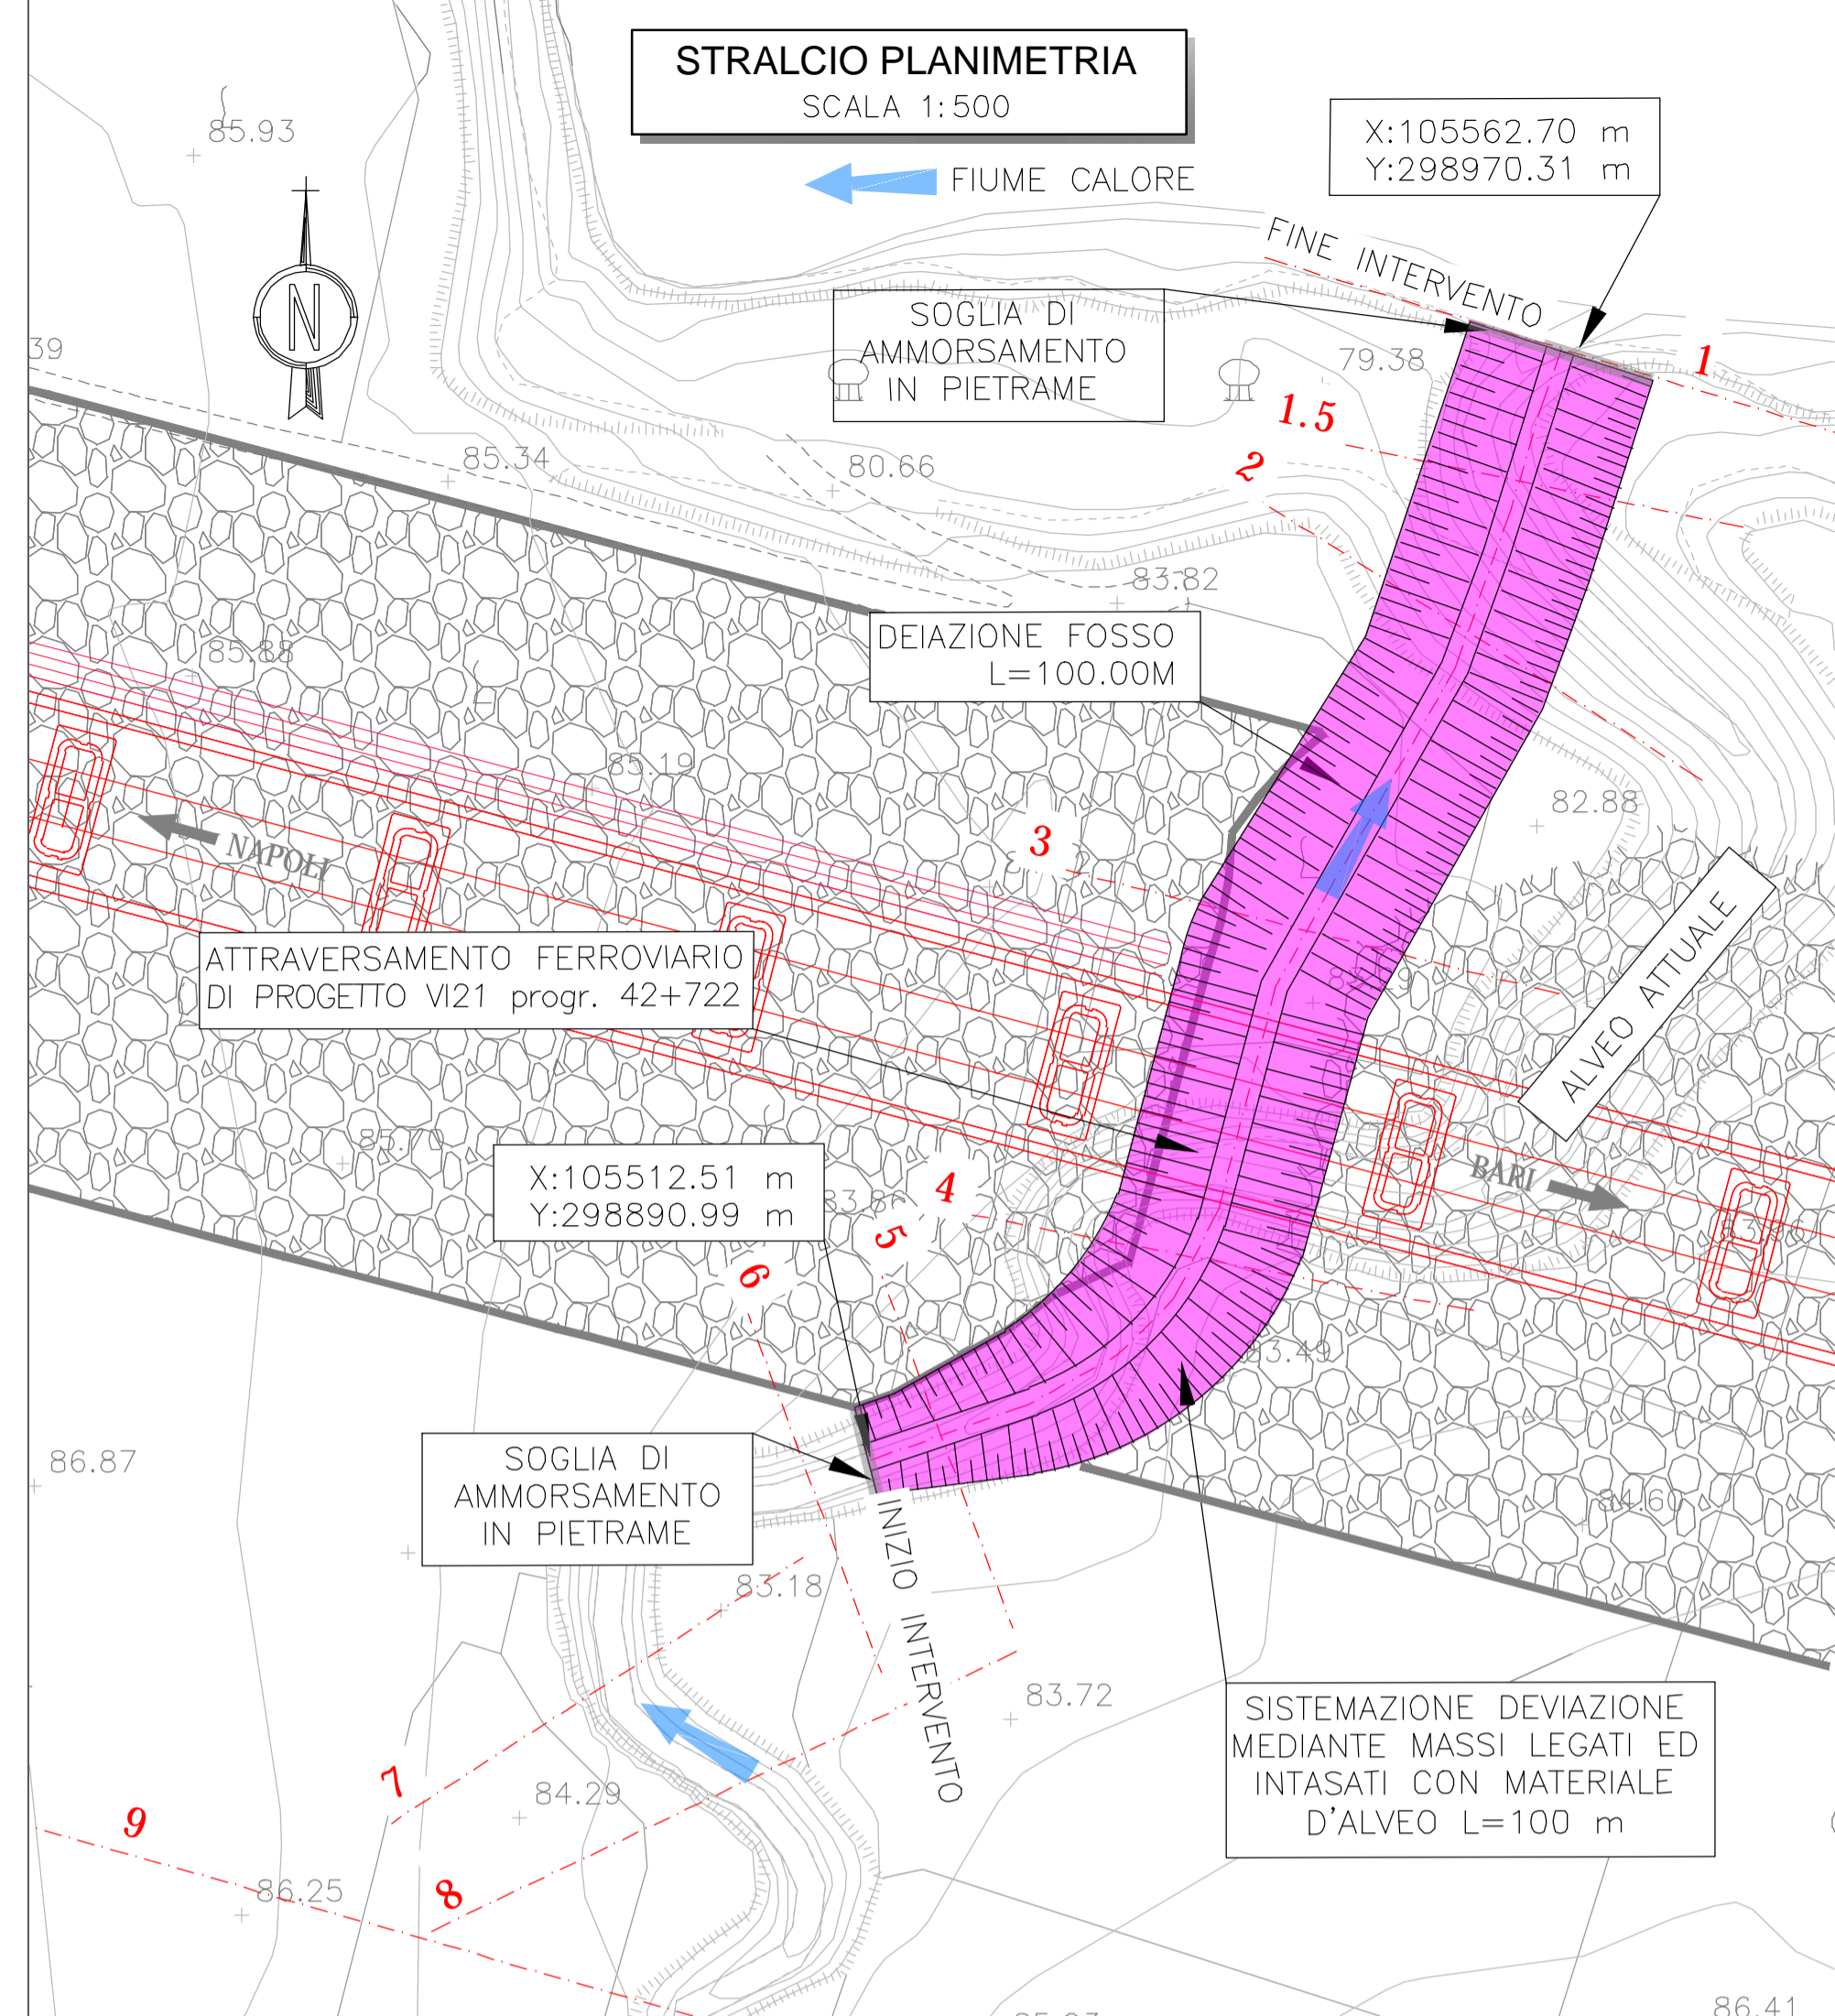 STRALCIO PLANIMETRIA
SCALA 1:500
FIUME CALORE
X:105562.70 m
Y:298970.31 m
85.93
N
FINE INTERVENTO
SOGLIA DI
AMMORSAMENTO
IN PIETRAME
39
79.38
1
1.5
2
85.34
80.66
83.82
DEIAZIONE FOSSO
L=100.00M
85.88
85.19
82.88
3
NAPOLI
ATTRAVERSAMENTO FERROVIARIO
DI PROGETTO VI21 progr. 42+722
ALVEO ATTUALE
85.70
X:105512.51 m
Y:298890.99 m
83.86
4
5
6
BARI
83.49
SOGLIA DI
AMMORSAMENTO
IN PIETRAME
86.87
84.60
INIZIO INTERVENTO
83.18
83.72
SISTEMAZIONE DEVIAZIONE
MEDIANTE MASSI LEGATI ED
INTASATI CON MATERIALE
D'ALVEO L=100 m
7
84.29
9
8
86.25
86.41